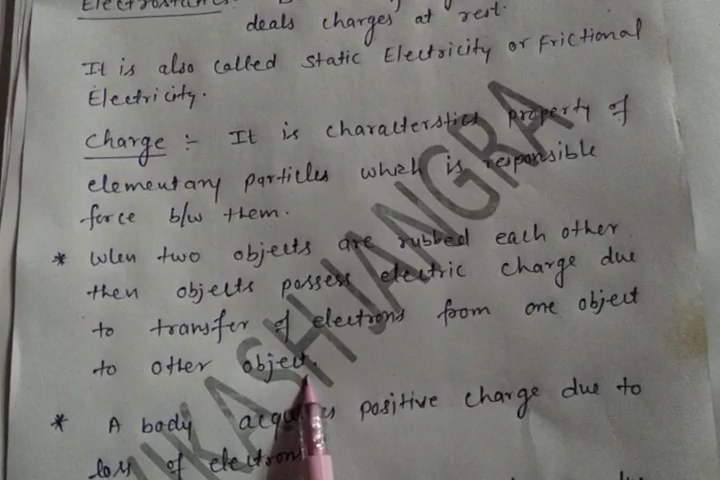 Electrostatic
deals charges at rest.
It is also called Static Electricity or Frictional
Electricity.
Charge :- It is characterstics property of
elementary particles which is responsible
force b/w them.
* When two objects are rubbed each other
then objects possess electric charge due
to transfer of electrons from one object
to other object.
* A body acquires positive charge due to
loss of electrons
VIKASH JANGRA